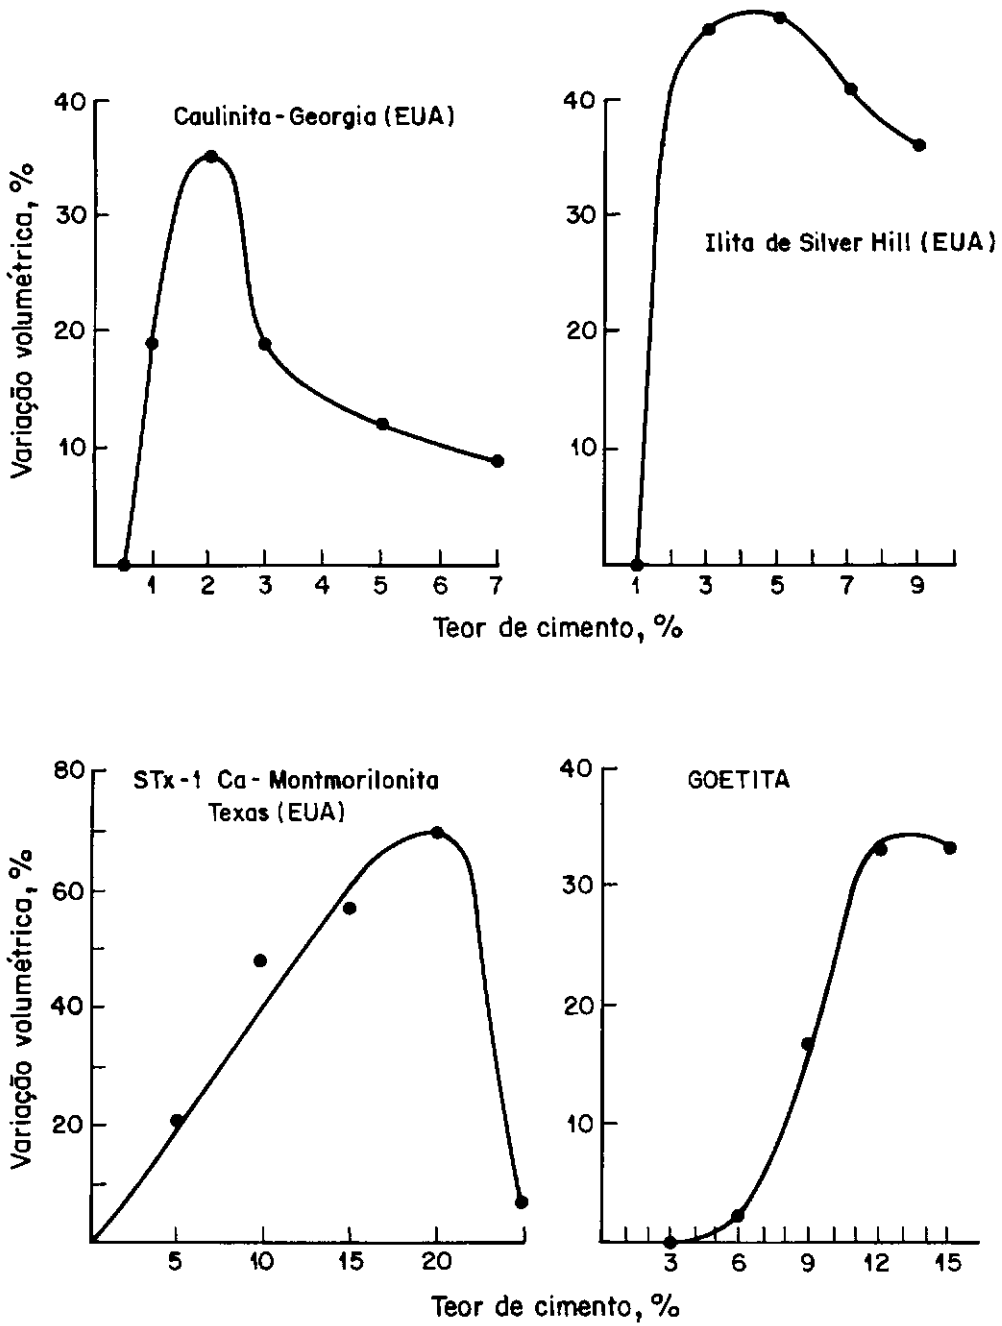 Caulinita-Georgia (EUA)
Variação volumétrica, %
40
30
20
10
1 2 3 4 5 6 7
Ilita de Silver Hill (EUA)
40
30
20
10
1 3 5 7 9
Teor de cimento, %
STx-1 Ca-Montmorilonita
Texas (EUA)
Variação volumétrica, %
80
60
40
20
5 10 15 20
GOETITA
40
30
20
10
3 6 9 12 15
Teor de cimento, %